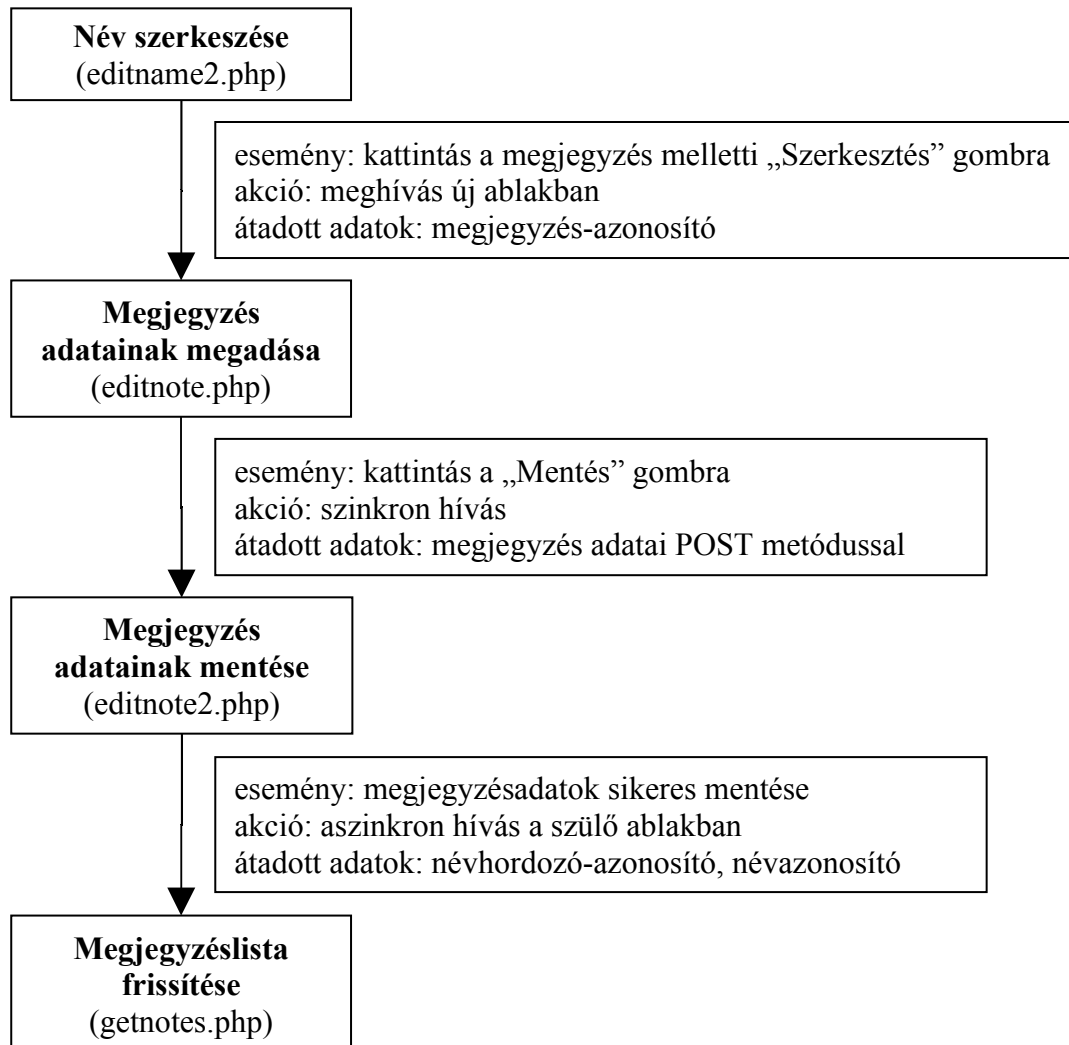 Név szerkeszése
(editname2.php)
esemény: kattintás a megjegyzés melletti „Szerkesztés” gombra
akció: meghívás új ablakban
átadott adatok: megjegyzés-azonosító
Megjegyzés
adatainak megadása
(editnote.php)
esemény: kattintás a „Mentés” gombra
akció: szinkron hívás
átadott adatok: megjegyzés adatai POST metódussal
Megjegyzés
adatainak mentése
(editnote2.php)
esemény: megjegyzésadatok sikeres mentése
akció: aszinkron hívás a szülő ablakban
átadott adatok: névhordozó-azonosító, névazonosító
Megjegyzéslista
frissítése
(getnotes.php)